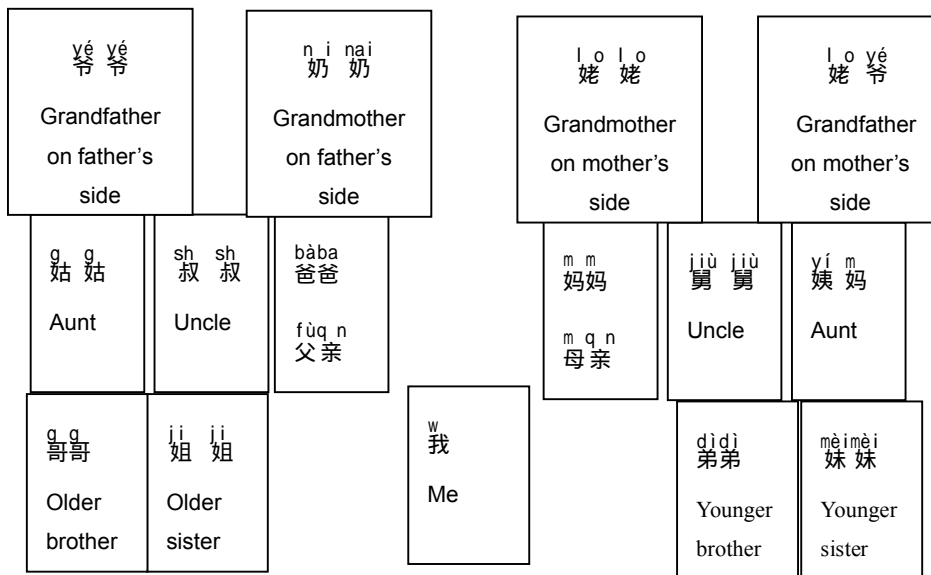 yé yé
爷 爷
Grandfather
on father’s
side
n i nai
奶 奶
Grandmother
on father’s
side
l o l o
姥 姥
Grandmother
on mother’s
side
l o yé
姥 爷
Grandfather
on mother’s
side
g g
姑 姑
Aunt
sh sh
叔 叔
Uncle
bàba
爸爸
fùq n
父 亲
m m
妈妈
m q n
母 亲
jiù jiù
舅 舅
Uncle
yí m
姨 妈
Aunt
g g
哥哥
Older
brother
ji ji
姐 姐
Older
sister
w
我
Me
dìdì
弟弟
Younger
brother
mèimèi
妹 妹
Younger
sister